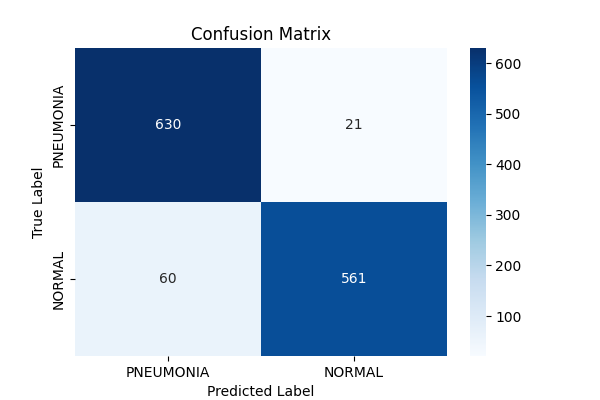 Confusion Matrix
True Label
PNEUMONIA
NORMAL
630 21
60 561
PNEUMONIA NORMAL
Predicted Label
600
500
400
300
200
100